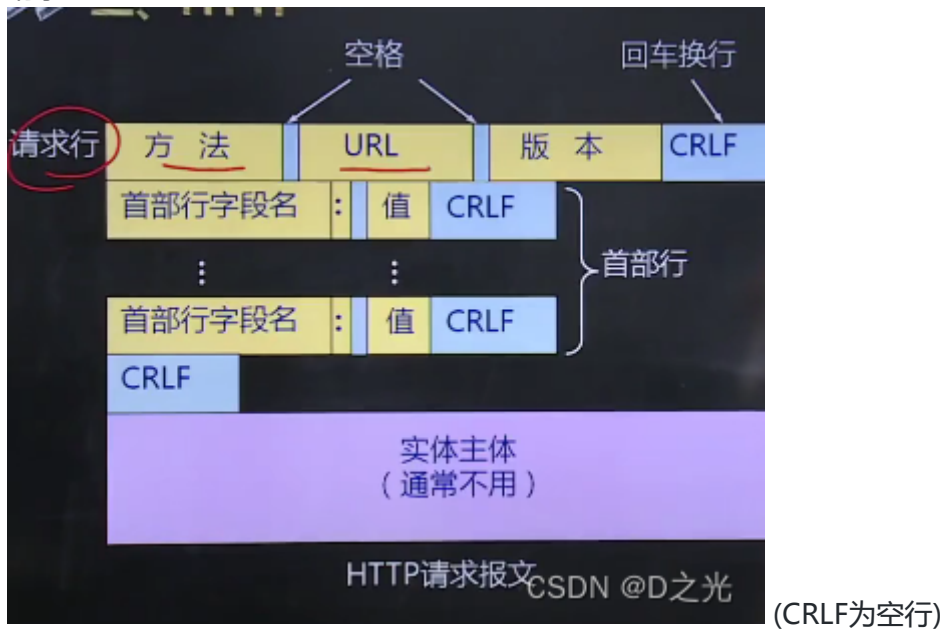 空格 回车换行
请求行 方 法 URL 版 本 CRLF
首部行字段名 : 值 CRLF
⋮ ⋮ 首部行
首部行字段名 : 值 CRLF
CRLF
实体主体
(通常不用)
HTTP请求报文
CSDN @D之光
(CRLF为空行)